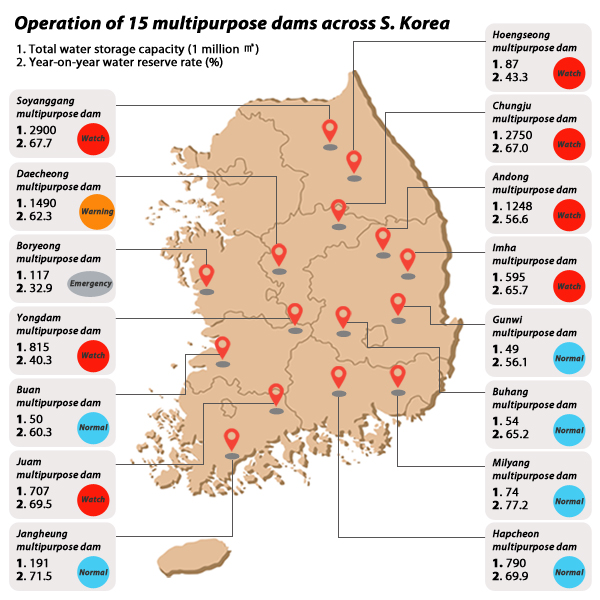 Operation of 15 multipurpose dams across S. Korea
1. Total water storage capacity (1 million ㎥)
2. Year-on-year water reserve rate (%)
Soyanggang
multipurpose dam
1. 2900
2. 67.7
Watch
Daecheong
multipurpose dam
1. 1490
2. 62.3
Warning
Boryeong
multipurpose dam
1. 117
2. 32.9
Emergency
Yongdam
multipurpose dam
1. 815
2. 40.3
Watch
Buan
multipurpose dam
1. 50
2. 60.3
Normal
Juam
multipurpose dam
1. 707
2. 69.5
Watch
Jangheung
multipurpose dam
1. 191
2. 71.5
Normal
Hoengseong
multipurpose dam
1. 87
2. 43.3
Watch
Chungju
multipurpose dam
1. 2750
2. 67.0
Watch
Andong
multipurpose dam
1. 1248
2. 56.6
Watch
Imha
multipurpose dam
1. 595
2. 65.7
Watch
Gunwi
multipurpose dam
1. 49
2. 56.1
Normal
Buhang
multipurpose dam
1. 54
2. 65.2
Normal
Milyang
multipurpose dam
1. 74
2. 77.2
Normal
Hapcheon
multipurpose dam
1. 790
2. 69.9
Normal